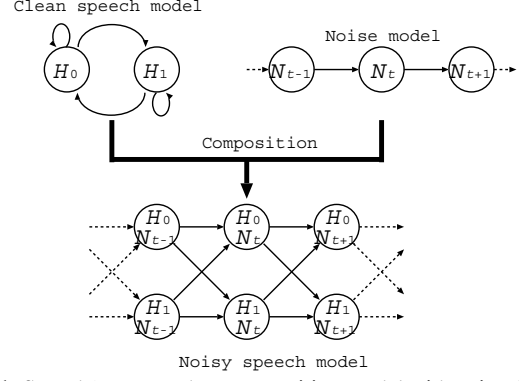 Clean speech model
Noise model
H0 H1
Nt-1 Nt Nt+1
Composition
H0 H0 H0
Nt-1 Nt Nt+1
H1 H1 H1
Nt-1 Nt Nt+1
Noisy speech model